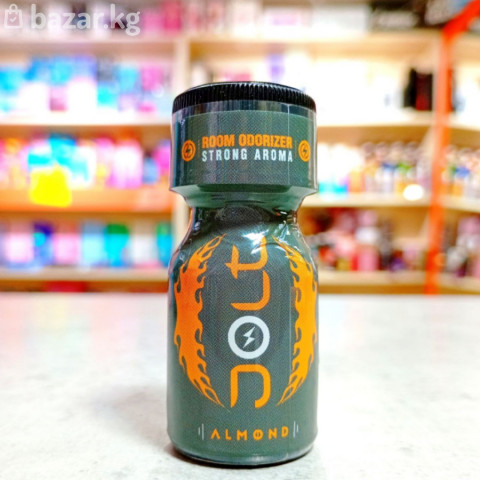 bazar.kg
ROOM ODORIZER
STRONG AROMA
JOLT
ALMOND